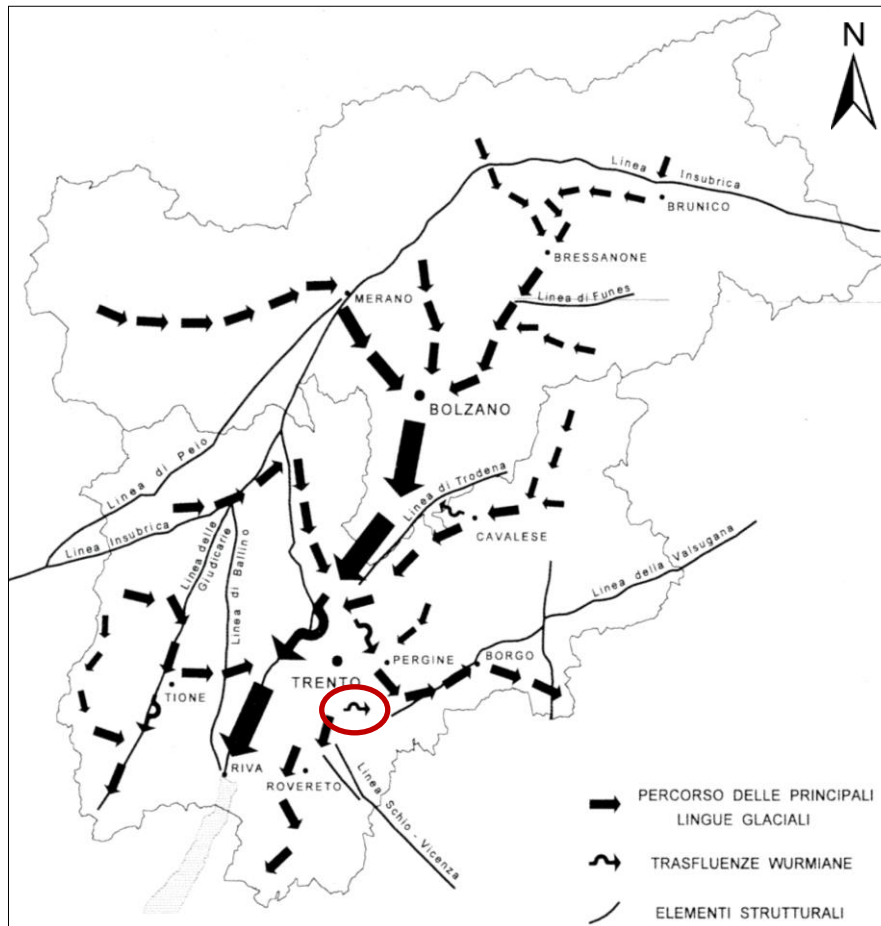 N
Linea Insubrica
BRUNICO
BRESSANONE
Linea di Funes
MERANO
BOLZANO
Linea di Peio
Linea di Trodena
CAVALESE
Linea Insubrica
Linea delle
Giudicarie
Linea di Ballino
Linea della Valsugana
PERGINE
BORGO
TRENTO
TIONE
RIVA
ROVERETO
Linea Schio - Vicenza
PERCORSO DELLE PRINCIPALI
LINGUE GLACIALI
TRASFLUENZE WURMIANE
ELEMENTI STRUTTURALI